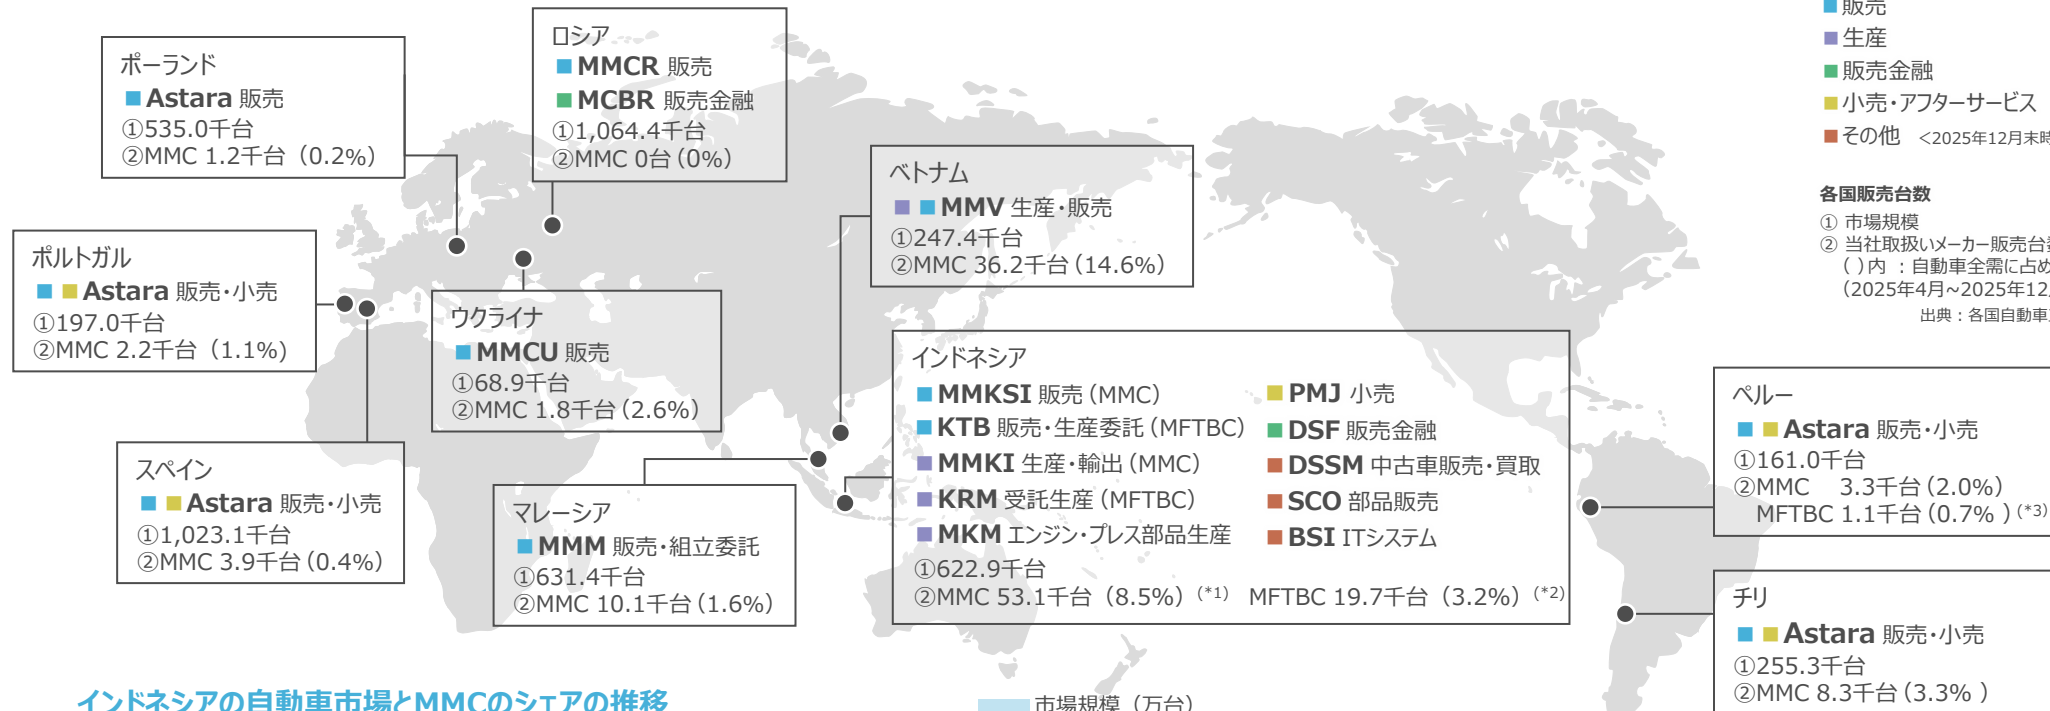 ポーランド
■ Astara 販売
①535.0千台
②MMC 1.2千台（0.2%）
ロシア
■ MMCR 販売
■ MCBR 販売金融
①1,064.4千台
②MMC 0台（0%）
ポルトガル
■ ■ Astara 販売・小売
①197.0千台
②MMC 2.2千台（1.1%）
ウクライナ
■ MMCU 販売
①68.9千台
②MMC 1.8千台（2.6%）
スペイン
■ ■ Astara 販売・小売
①1,023.1千台
②MMC 3.9千台（0.4%）
マレーシア
■ MMM 販売・組立委託
①631.4千台
②MMC 10.1千台（1.6%）
ベトナム
■ ■ MMV 生産・販売
①247.4千台
②MMC 36.2千台（14.6%）
インドネシア
■ MMKSI 販売（MMC）
■ KTB 販売・生産委託（MFTBC）
■ MMKI 生産・輸出（MMC）
■ KRM 受託生産（MFTBC）
■ MKM エンジン・プレス部品生産
■ PMJ 小売
■ DSF 販売金融
■ DSSM 中古車販売・買取
■ SCO 部品販売
■ BSI ITシステム
①622.9千台
②MMC 53.1千台（8.5%）(*1) MFTBC 19.7千台（3.2%）(*2)
■ 販売
■ 生産
■ 販売金融
■ 小売・アフターサービス
■ その他 <2025年12月末時
各国販売台数
① 市場規模
② 当社取扱いメーカー販売台
( )内 ：自動車全需に占め
（2025年4月~2025年12
出典：各国自動車
ペルー
■ ■ Astara 販売・小売
①161.0千台
②MMC 3.3千台（2.0%）
MFTBC 1.1千台（0.7% ）(*3)
チリ
■ ■ Astara 販売・小売
①255.3千台
②MMC 8.3千台（3.3% ）
インドネシアの自動車市場とMMCのシェアの推移
市場規模（万台）